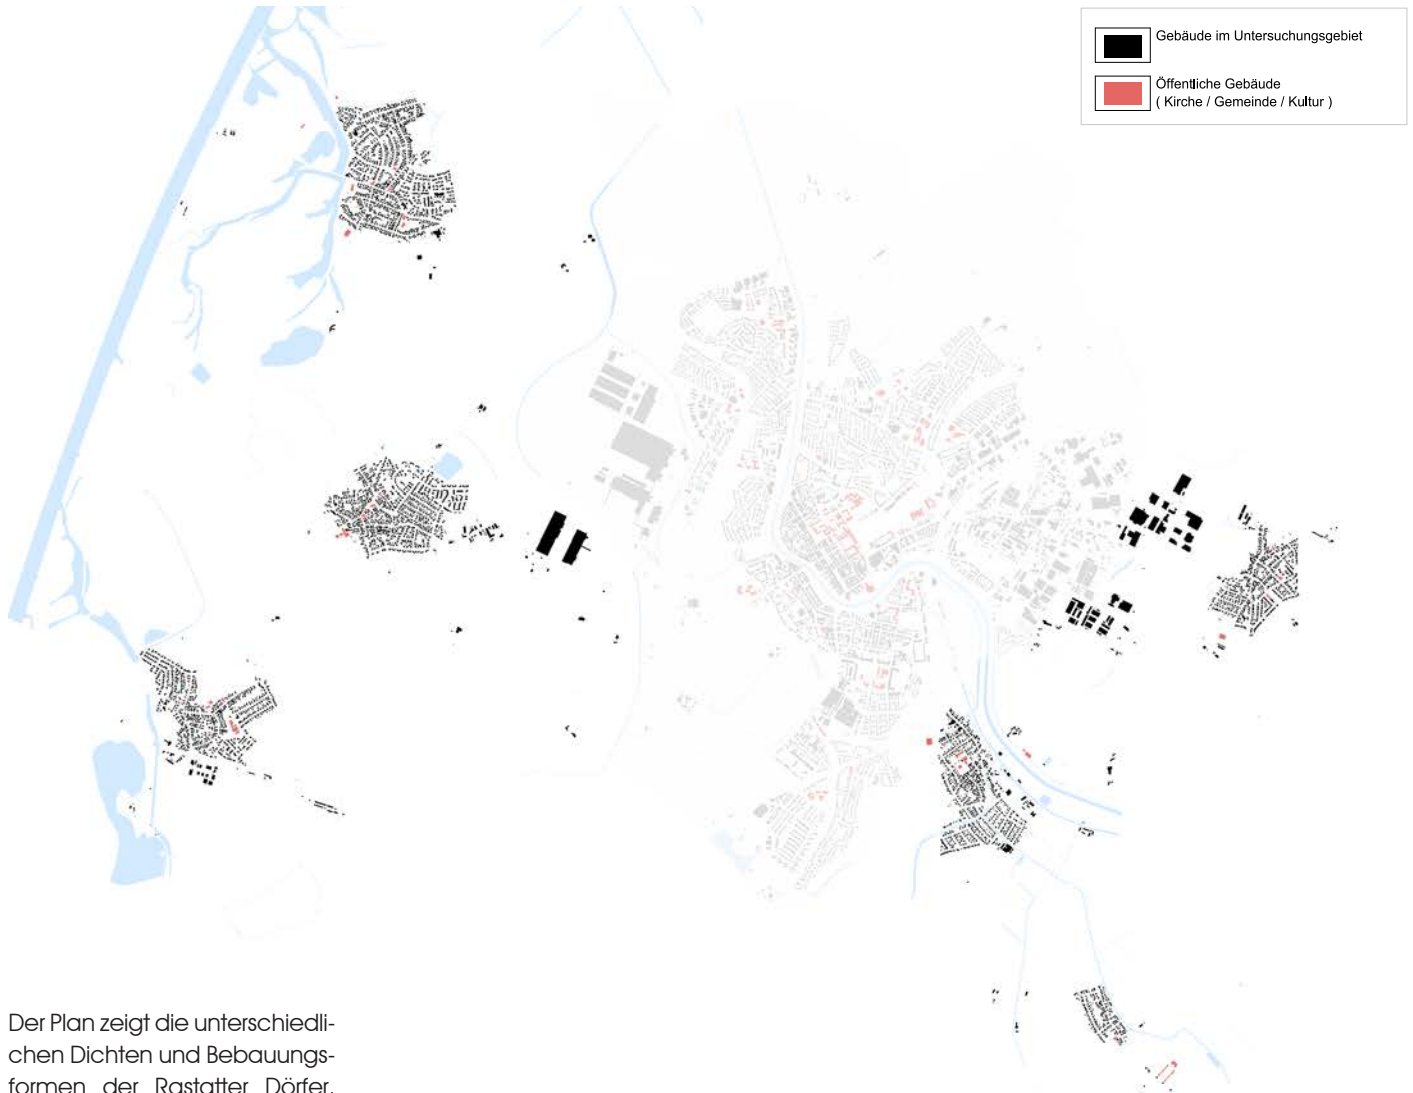 Gebäude im Untersuchungsgebiet
Öffentliche Gebäude
( Kirche / Gemeinde / Kultur )
Der Plan zeigt die unterschiedli-
chen Dichten und Bebauungs-
formen der Rastatter Dörfer.